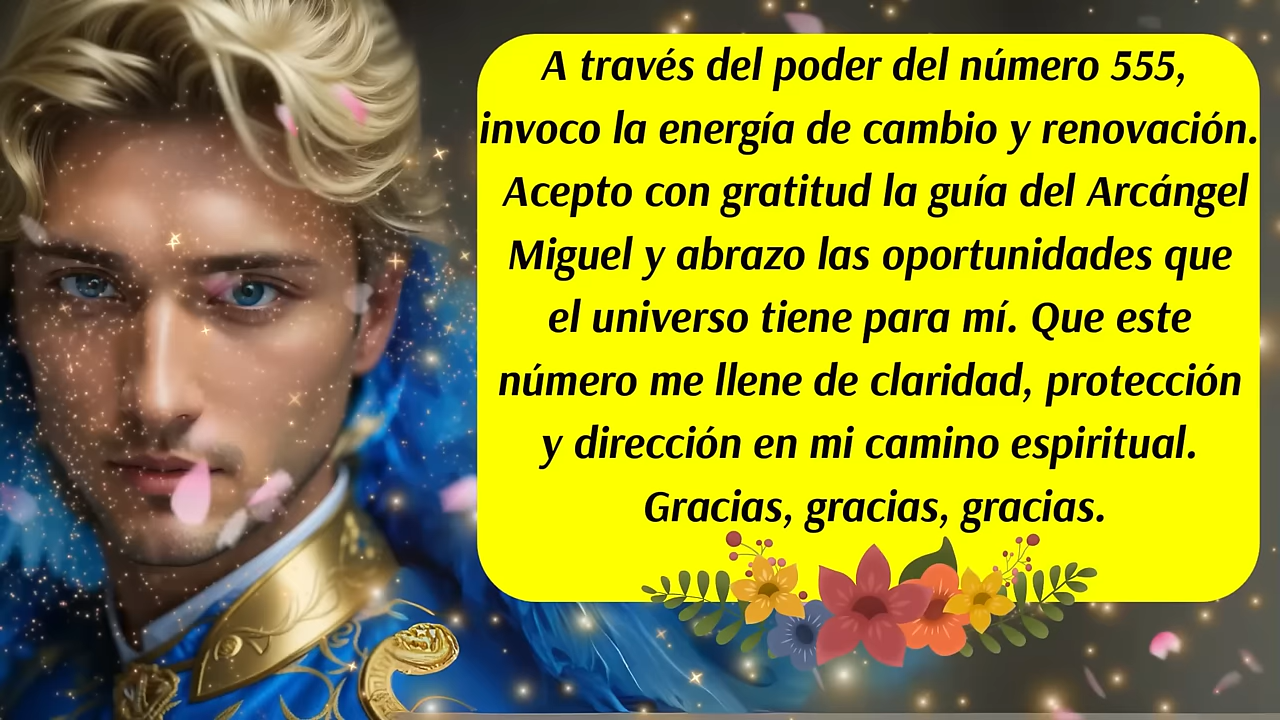 A través del poder del número 555,
invoco la energía de cambio y renovación.
Acepto con gratitud la guía del Arcángel
Miguel y abrazo las oportunidades que
el universo tiene para mí. Que este
número me llene de claridad, protección
y dirección en mi camino espiritual.
Gracias, gracias, gracias.